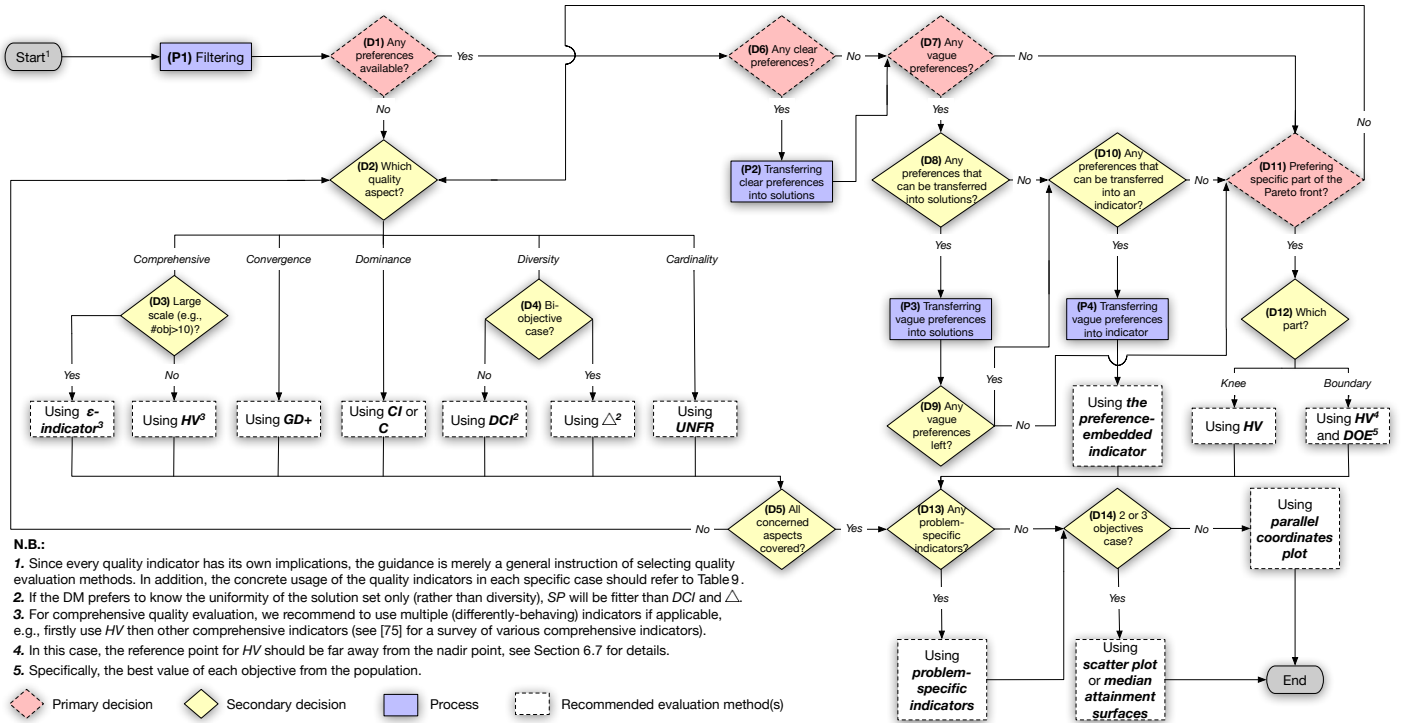 Start1
(P1) Filtering
(D1) Any
preferences
available?
Yes
(D6) Any clear
preferences?
No
(D7) Any
vague
preferences?
No
No
No
Yes
Yes
(D2) Which
quality
aspect?
(P2) Transferring
clear preferences
into solutions
(D8) Any
preferences that
can be transferred
into solutions?
No
(D10) Any
preferences that
can be transferred
into an
indicator?
No
(D11) Prefering
specific part of the
Pareto front?
Yes
Yes
Yes
Comprehensive
Convergence
Dominance
Diversity
Cardinality
(D3) Large
scale (e.g.,
#obj>10)?
(D4) Bi-
objective
case?
(P3) Transferring
vague preferences
into solutions
(P4) Transferring
vague preferences
into indicator
(D12) Which
part?
Yes
No
No
Yes
Yes
Knee
Boundary
Using ε-
indicator3
Using HV3
Using GD+
Using CI or
C
Using DCI2
Using △2
Using
UNFR
(D9) Any
vague
preferences
left?
No
Using the
preference-
embedded
indicator
Using HV
Using HV4
and DOE5
No
(D5) All
concerned
aspects
covered?
Yes
(D13) Any
problem-
specific
indicators?
No
(D14) 2 or 3
objectives
case?
No
Using
parallel
coordinates
plot
Yes
Yes
Using
problem-
specific
indicators
Using
scatter plot
or median
attainment
surfaces
End
N.B.:
1. Since every quality indicator has its own implications, the guidance is merely a general instruction of selecting quality
evaluation methods. In addition, the concrete usage of the quality indicators in each specific case should refer to Table 9.
2. If the DM prefers to know the uniformity of the solution set only (rather than diversity), SP will be fitter than DCI and △.
3. For comprehensive quality evaluation, we recommend to use multiple (differently-behaving) indicators if applicable,
e.g., firstly use HV then other comprehensive indicators (see [75] for a survey of various comprehensive indicators).
4. In this case, the reference point for HV should be far away from the nadir point, see Section 6.7 for details.
5. Specifically, the best value of each objective from the population.
Primary decision
Secondary decision
Process
Recommended evaluation method(s)